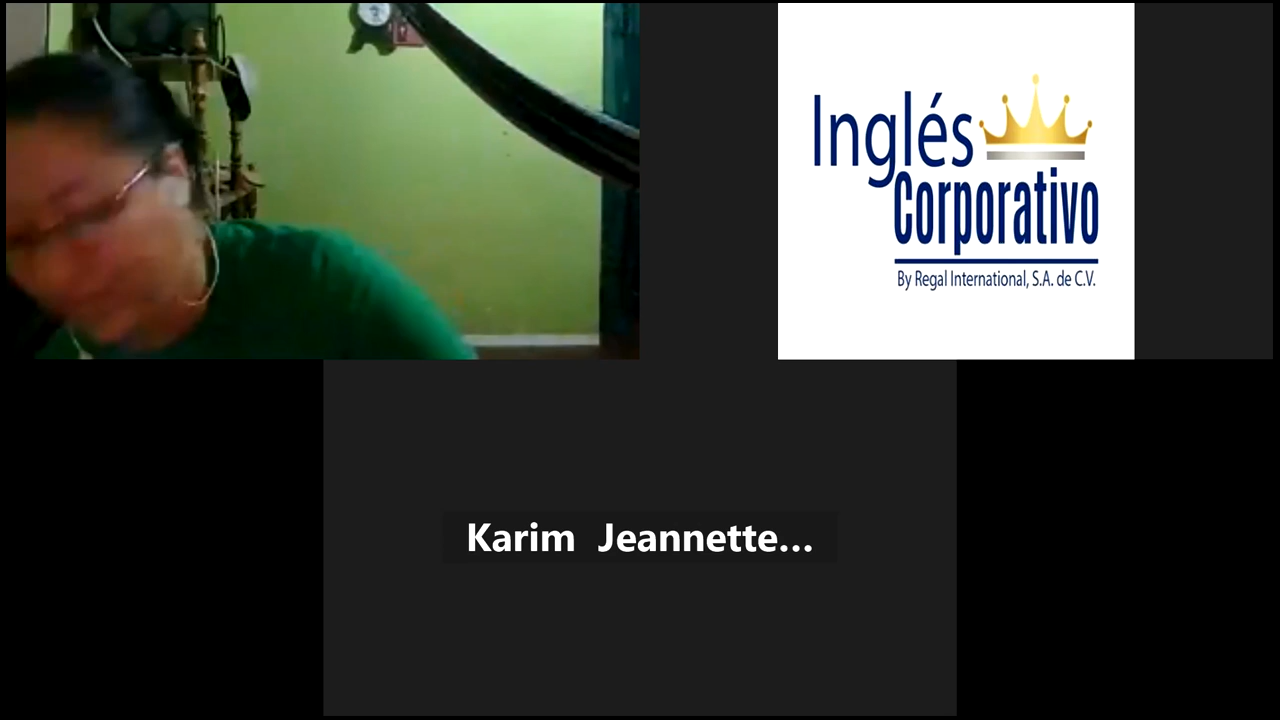 Inglés
Corporativo
By Regal International, S.A. de C.V.
Karim Jeannette...